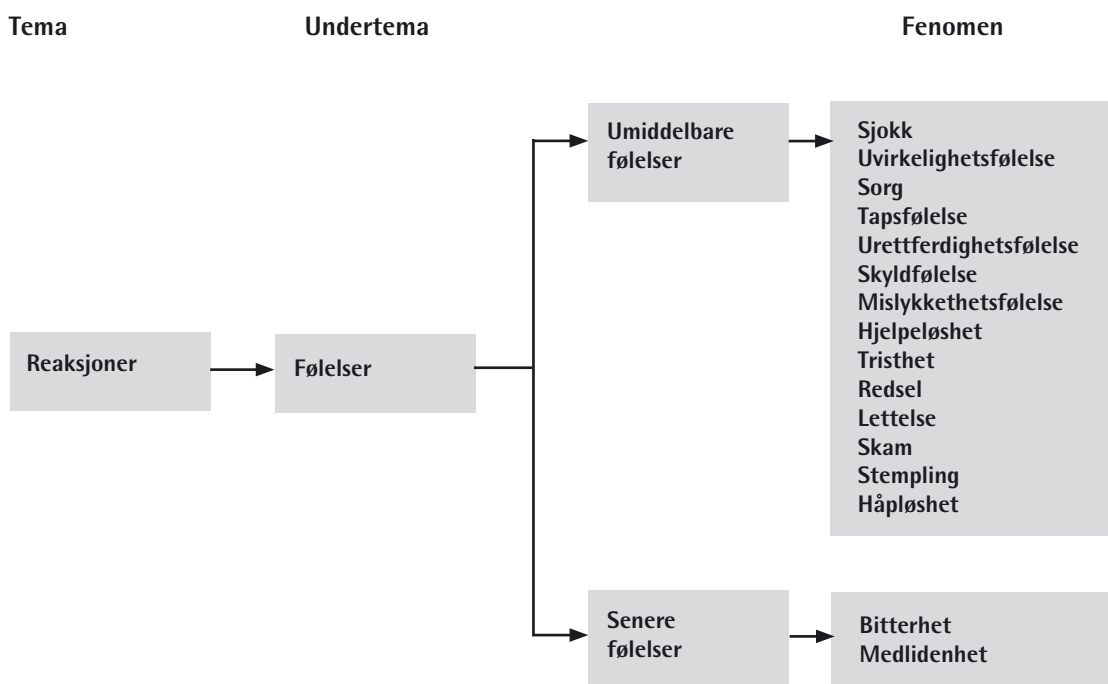 Tema
Undertema
Fenomen
Reaksjoner
Følelser
Umiddelbare
følelser
Sjokk
Uvirkelighetsfølelse
Sorg
Tapsfølelse
Urettferdighetsfølelse
Skyldfølelse
Mislykkethetsfølelse
Hjelpeløshet
Tristhet
Redsel
Lettelse
Skam
Stempling
Håpløshet
Senere
følelser
Bitterhet
Medlidenhet